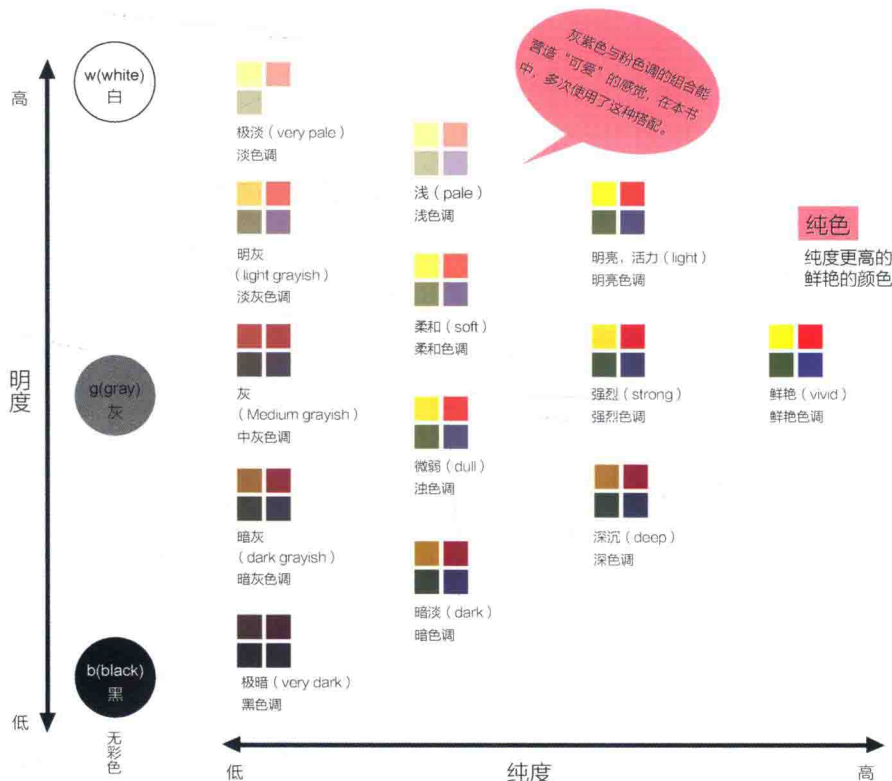 灰紫色与粉色调的组合能
营造“可爱”的感觉，在本书
中，多次使用了这种搭配。
高
w(white)
白
极淡（very pale）
淡色调
浅（pale）
浅色调
明灰
（light grayish）
淡灰色调
明亮，活力（light）
明亮色调
纯色
纯度更高的
鲜艳的颜色
柔和（soft）
柔和色调
明度
g(gray)
灰
灰
（Medium grayish）
中灰色调
强烈（strong）
强烈色调
鲜艳（vivid）
鲜艳色调
微弱（dull）
浊色调
暗灰
（dark grayish）
暗灰色调
深沉（deep）
深色调
暗淡（dark）
暗色调
b(black)
黑
极暗（very dark）
黑色调
低
无彩色
低
纯度
高